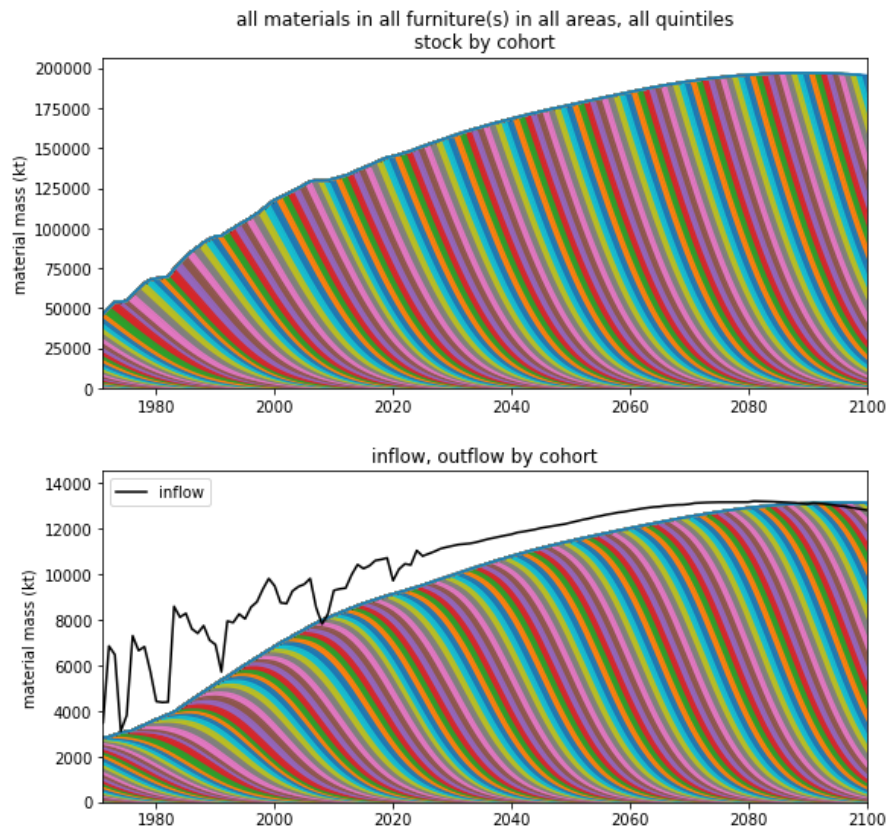 all materials in all furniture(s) in all areas, all quintiles
stock by cohort
200000
175000
150000
125000
100000
75000
50000
25000
0
material mass (kt)
1980 2000 2020 2040 2060 2080 2100
inflow, outflow by cohort
inflow
14000
12000
10000
8000
6000
4000
2000
0
material mass (kt)
1980 2000 2020 2040 2060 2080 2100